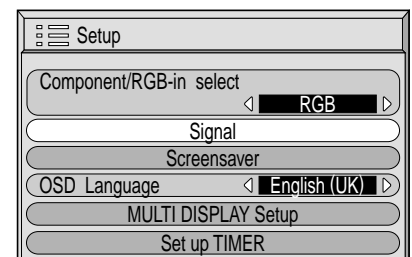 Setup
Component/RGB-in select
RGB
Signal
Screensaver
OSD Language English (UK)
MULTI DISPLAY Setup
Set up TIMER